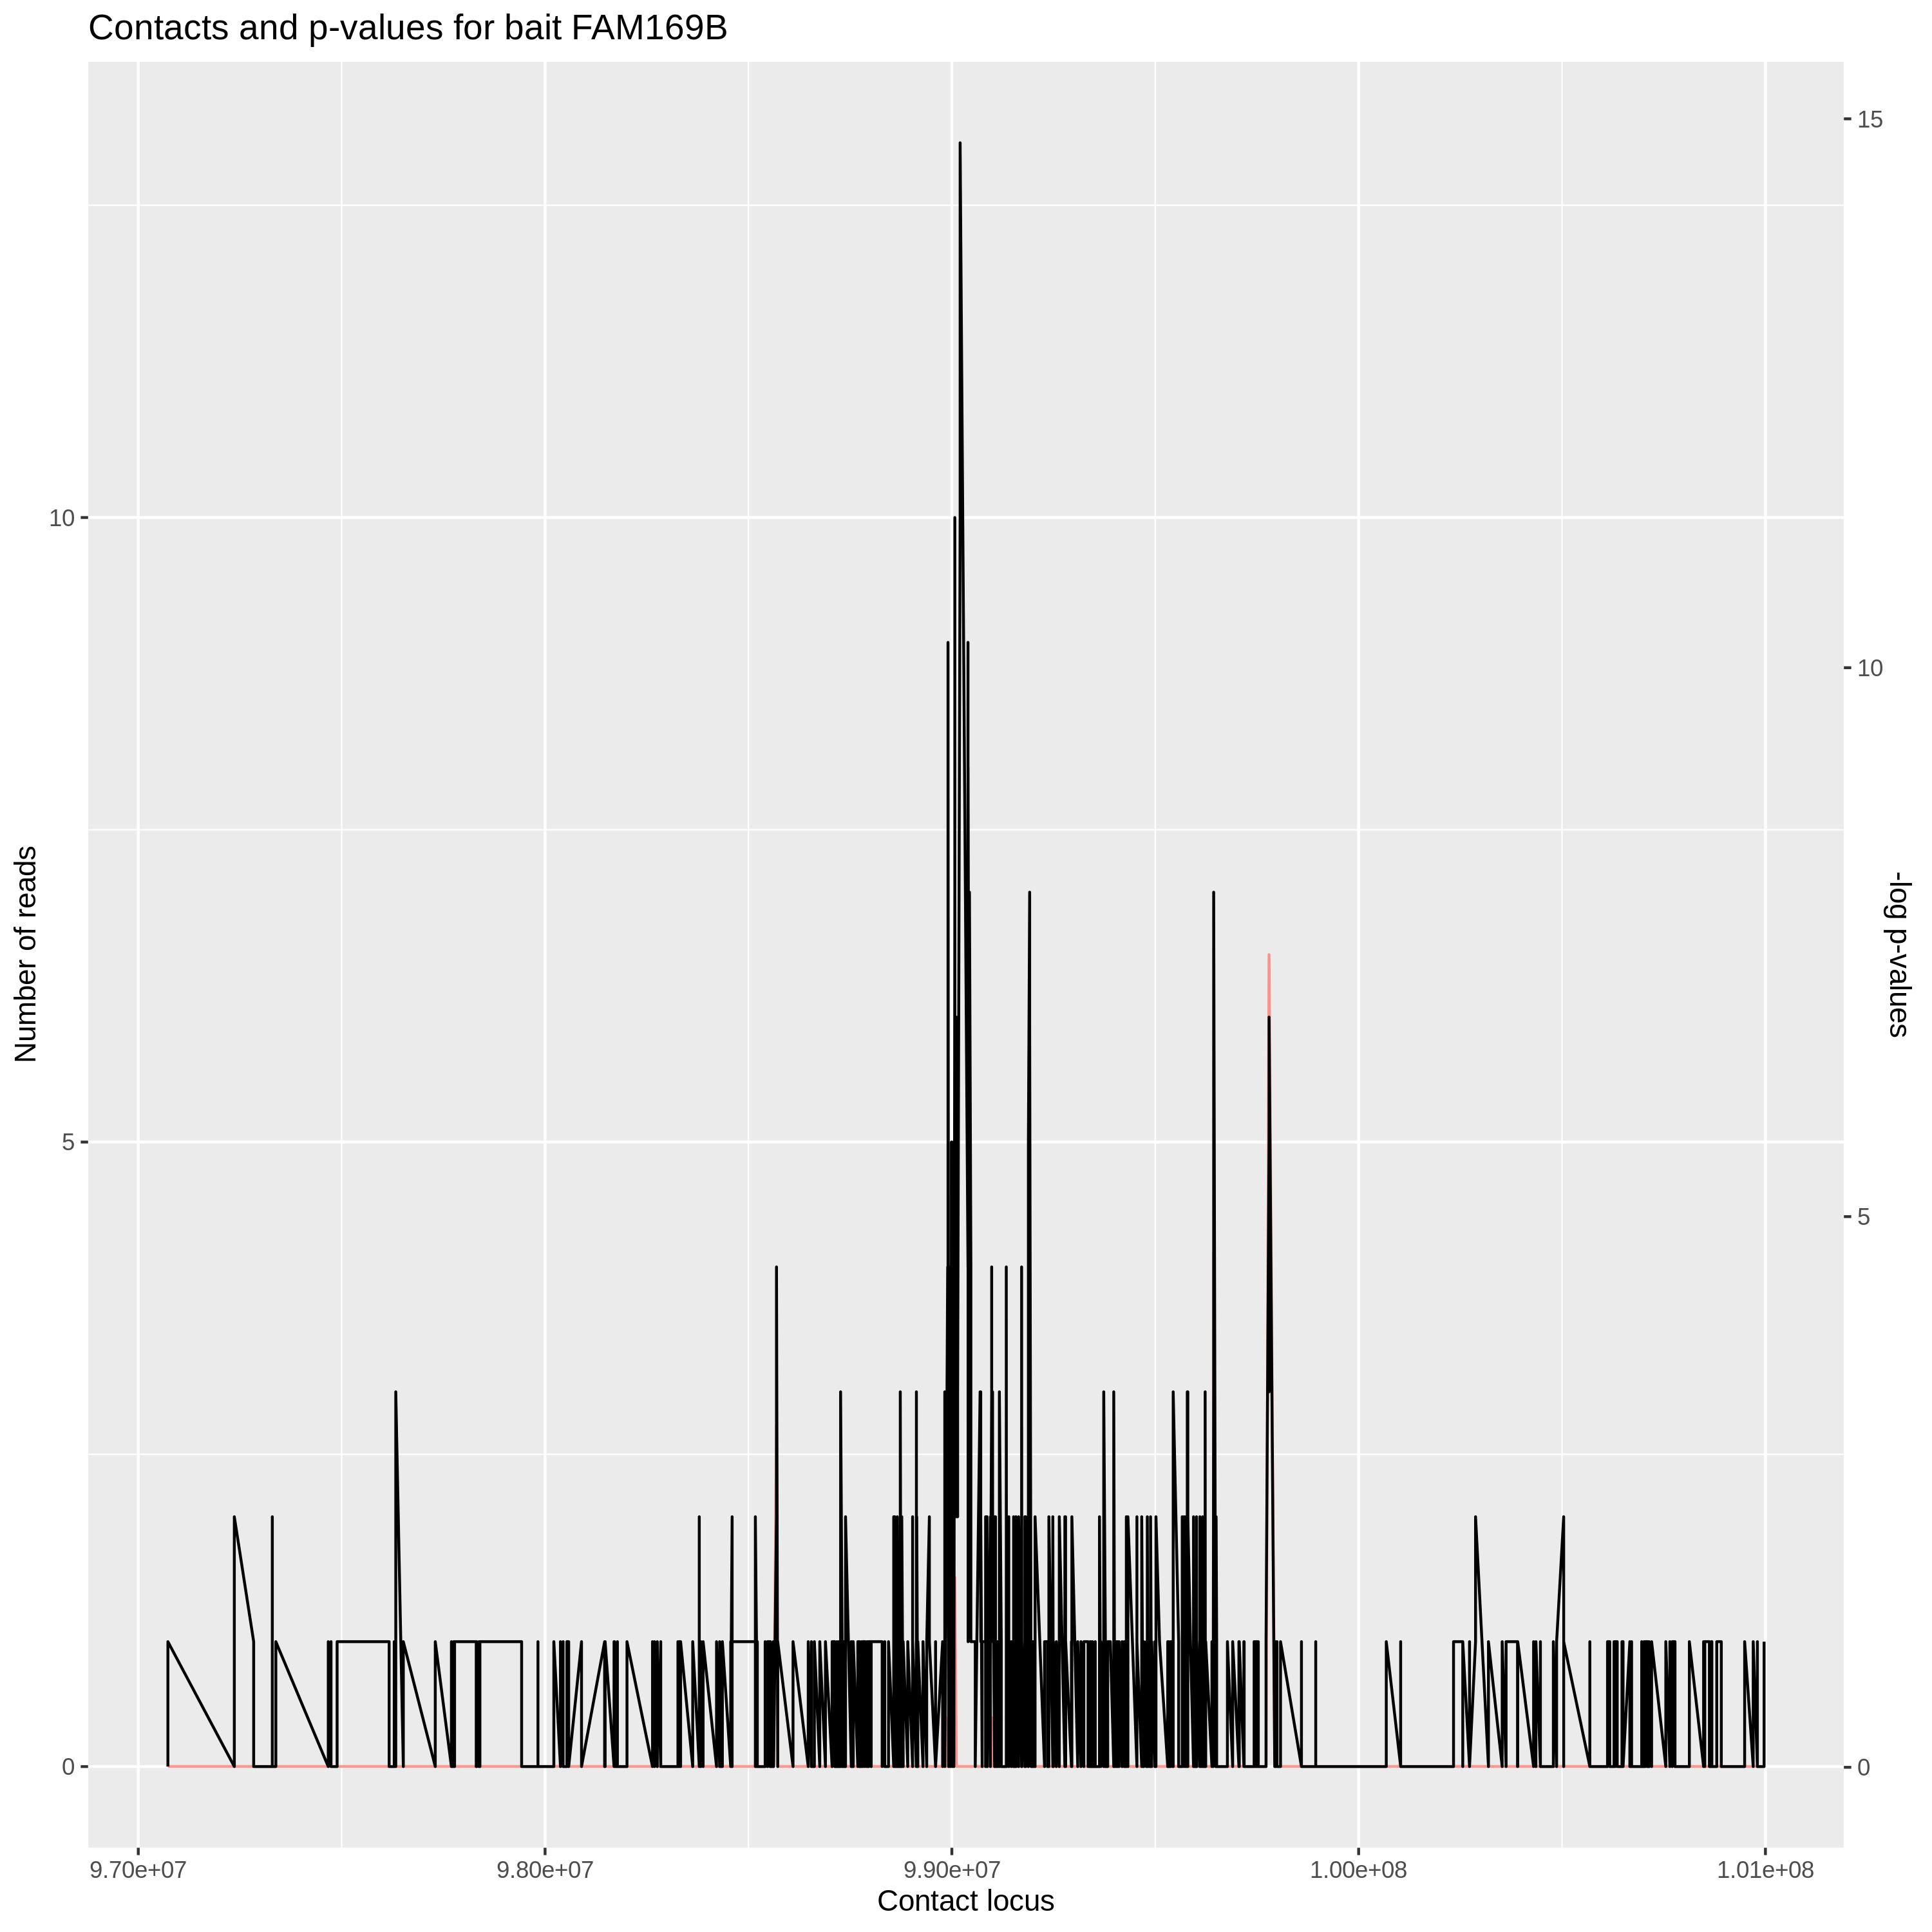 Contacts and p-values for bait FAM169B
15
10
10
5
5
0
0
Number of reads
-log p-values
9.70e+07
9.80e+07
9.90e+07
1.00e+08
1.01e+08
Contact locus